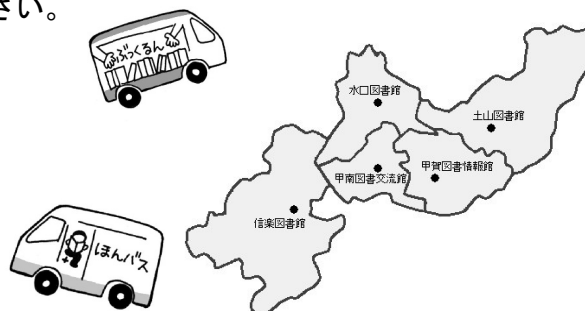 さい。
ぶっくるん
水口図書館
土山図書館
甲南図書交流館
甲賀図書情報館
信楽図書館
ほんバス